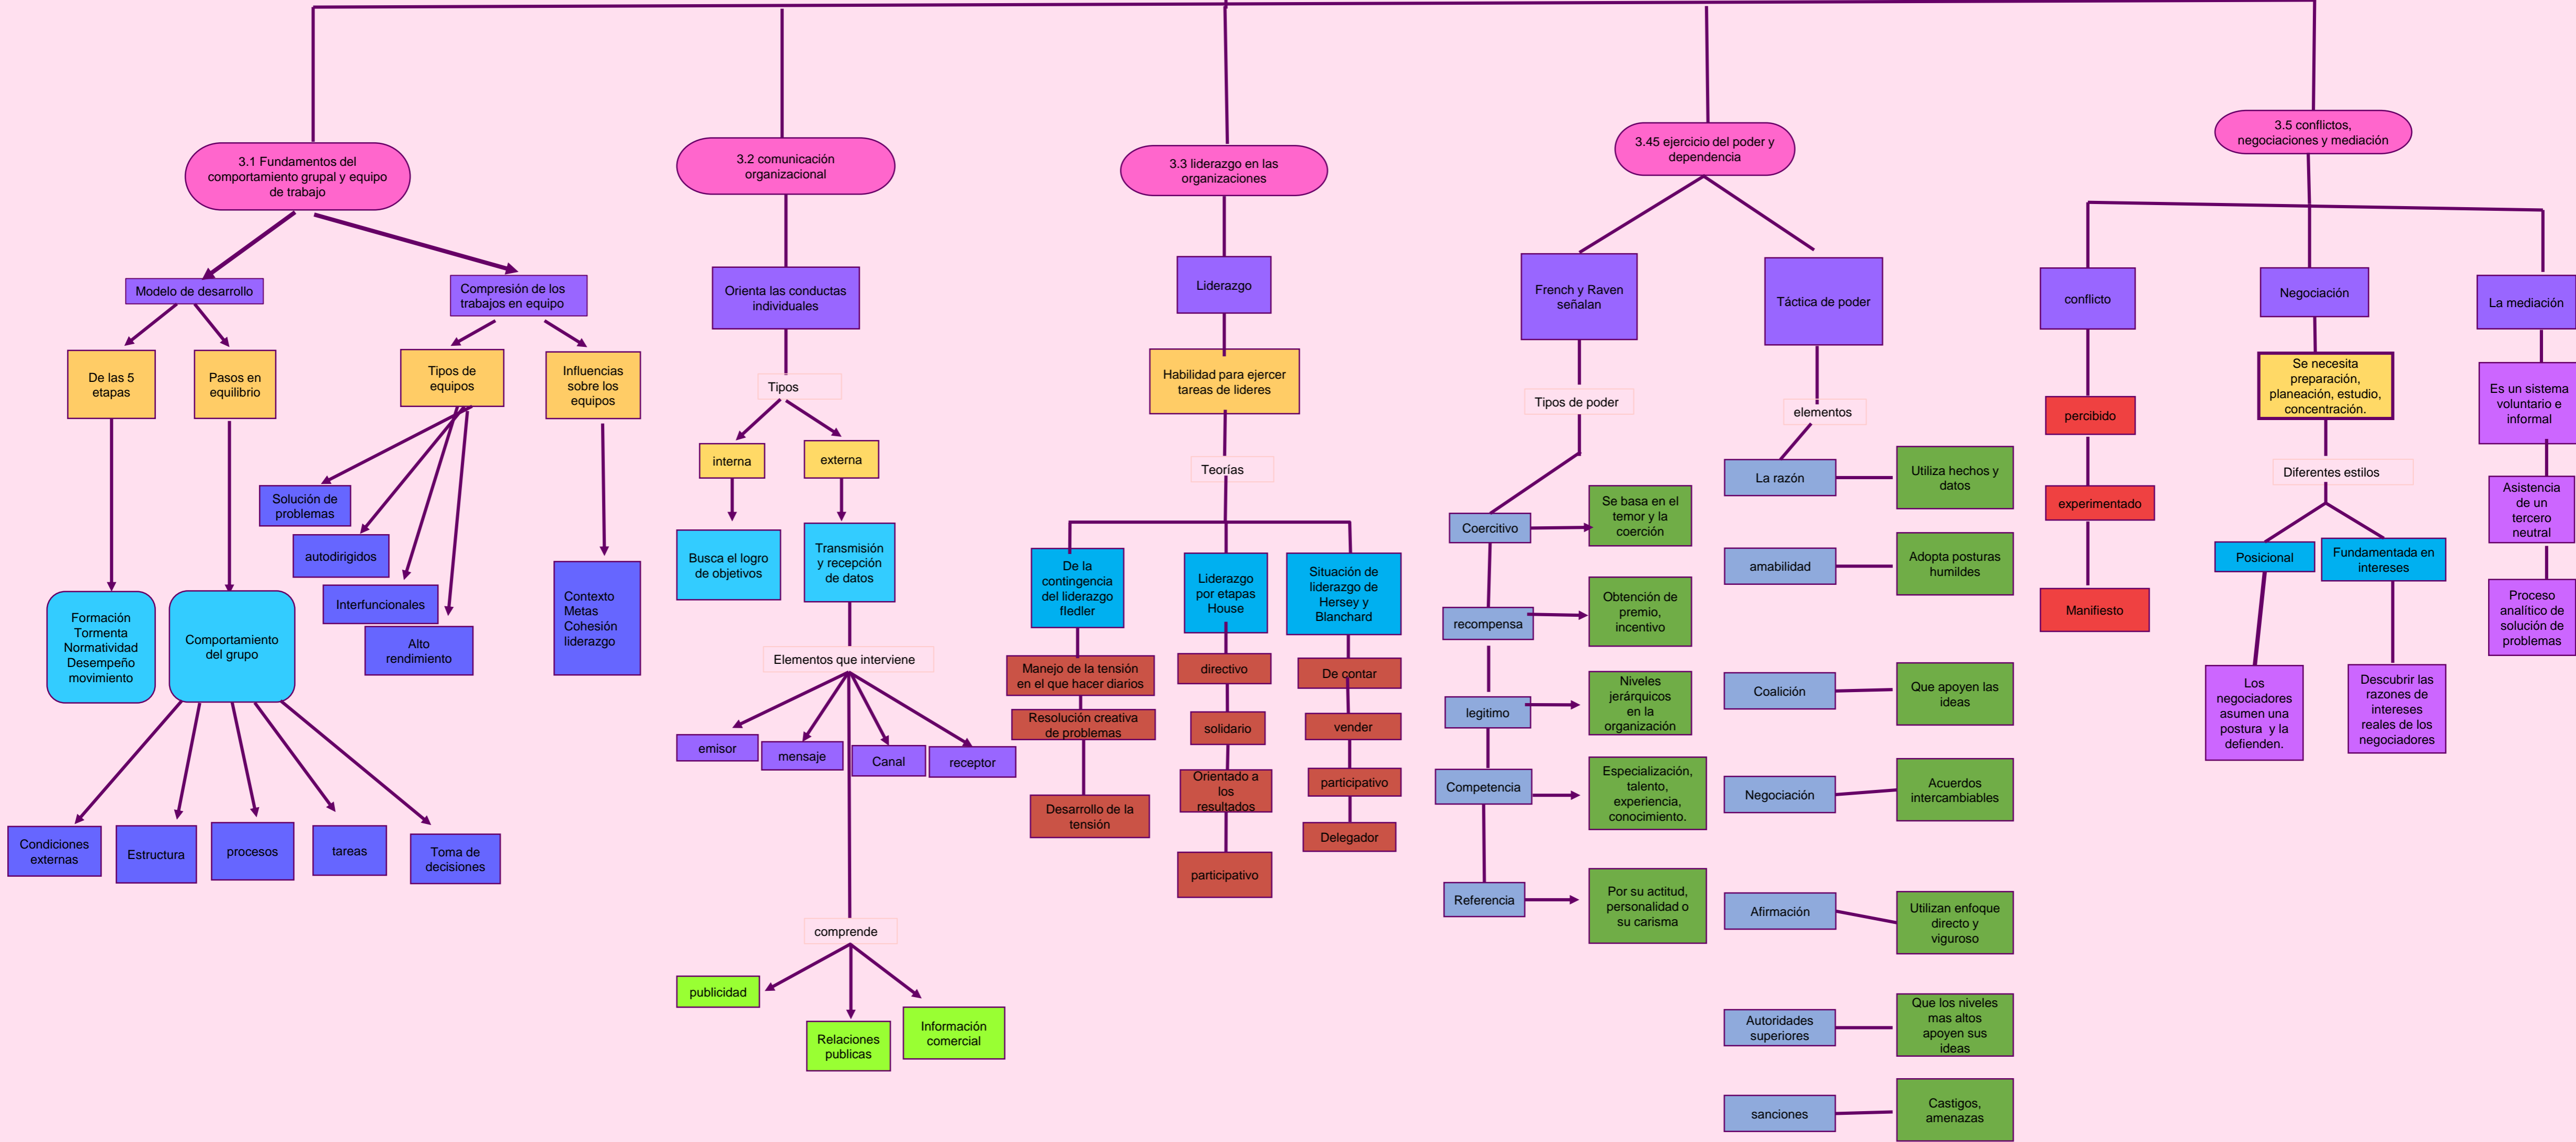 3.1 Fundamentos del
comportamiento grupal y equipo
de trabajo
Modelo de desarrollo
Compresión de los
trabajos en equipo
De las 5
etapas
Pasos en
equilibrio
Tipos de
equipos
Influencias
sobre los
equipos
Solución de
problemas
autodirigidos
Interfuncionales
Alto
rendimiento
Contexto
Metas
Cohesión
liderazgo
Formación
Tormenta
Normatividad
Desempeño
movimiento
Comportamiento
del grupo
Condiciones
externas
Estructura
procesos
tareas
Toma de
decisiones
3.2 comunicación
organizacional
Orienta las conductas
individuales
Tipos
interna
externa
Busca el logro
de objetivos
Transmisión
y recepción
de datos
Elementos que interviene
emisor
mensaje
Canal
receptor
comprende
publicidad
Relaciones
publicas
Información
comercial
3.3 liderazgo en las
organizaciones
Liderazgo
Habilidad para ejercer
tareas de lideres
Teorías
De la
contingencia
del liderazgo
fledler
Manejo de la tensión
en el que hacer diarios
Resolución creativa
de problemas
Desarrollo de la
tensión
Liderazgo
por etapas
House
directivo
solidario
Orientado a
los
resultados
participativo
Situación de
liderazgo de
Hersey y
Blanchard
De contar
vender
participativo
Delegador
3.45 ejercicio del poder y
dependencia
French y Raven
señalan
Tipos de poder
Coercitivo
Se basa en el
temor y la
coerción
recompensa
Obtención de
premio,
incentivo
legitimo
Niveles
jerárquicos
en la
organización
Competencia
Especialización,
talento,
experiencia,
conocimiento.
Referencia
Por su actitud,
personalidad o
su carisma
Táctica de poder
elementos
La razón
Utiliza hechos y
datos
amabilidad
Adopta posturas
humildes
Coalición
Que apoyen las
ideas
Negociación
Acuerdos
intercambiables
Afirmación
Utilizan enfoque
directo y
viguroso
Autoridades
superiores
Que los niveles
mas altos
apoyen sus
ideas
sanciones
Castigos,
amenazas
3.5 conflictos,
negociaciones y mediación
conflicto
percibido
experimentado
Manifiesto
Negociación
Se necesita
preparación,
planeación, estudio,
concentración.
Diferentes estilos
Posicional
Fundamentada en
intereses
Los
negociadores
asumen una
postura y la
defienden.
Descubrir las
razones de
intereses
reales de los
negociadores
La mediación
Es un sistema
voluntario e
informal
Asistencia
de un
tercero
neutral
Proceso
analítico de
solución de
problemas